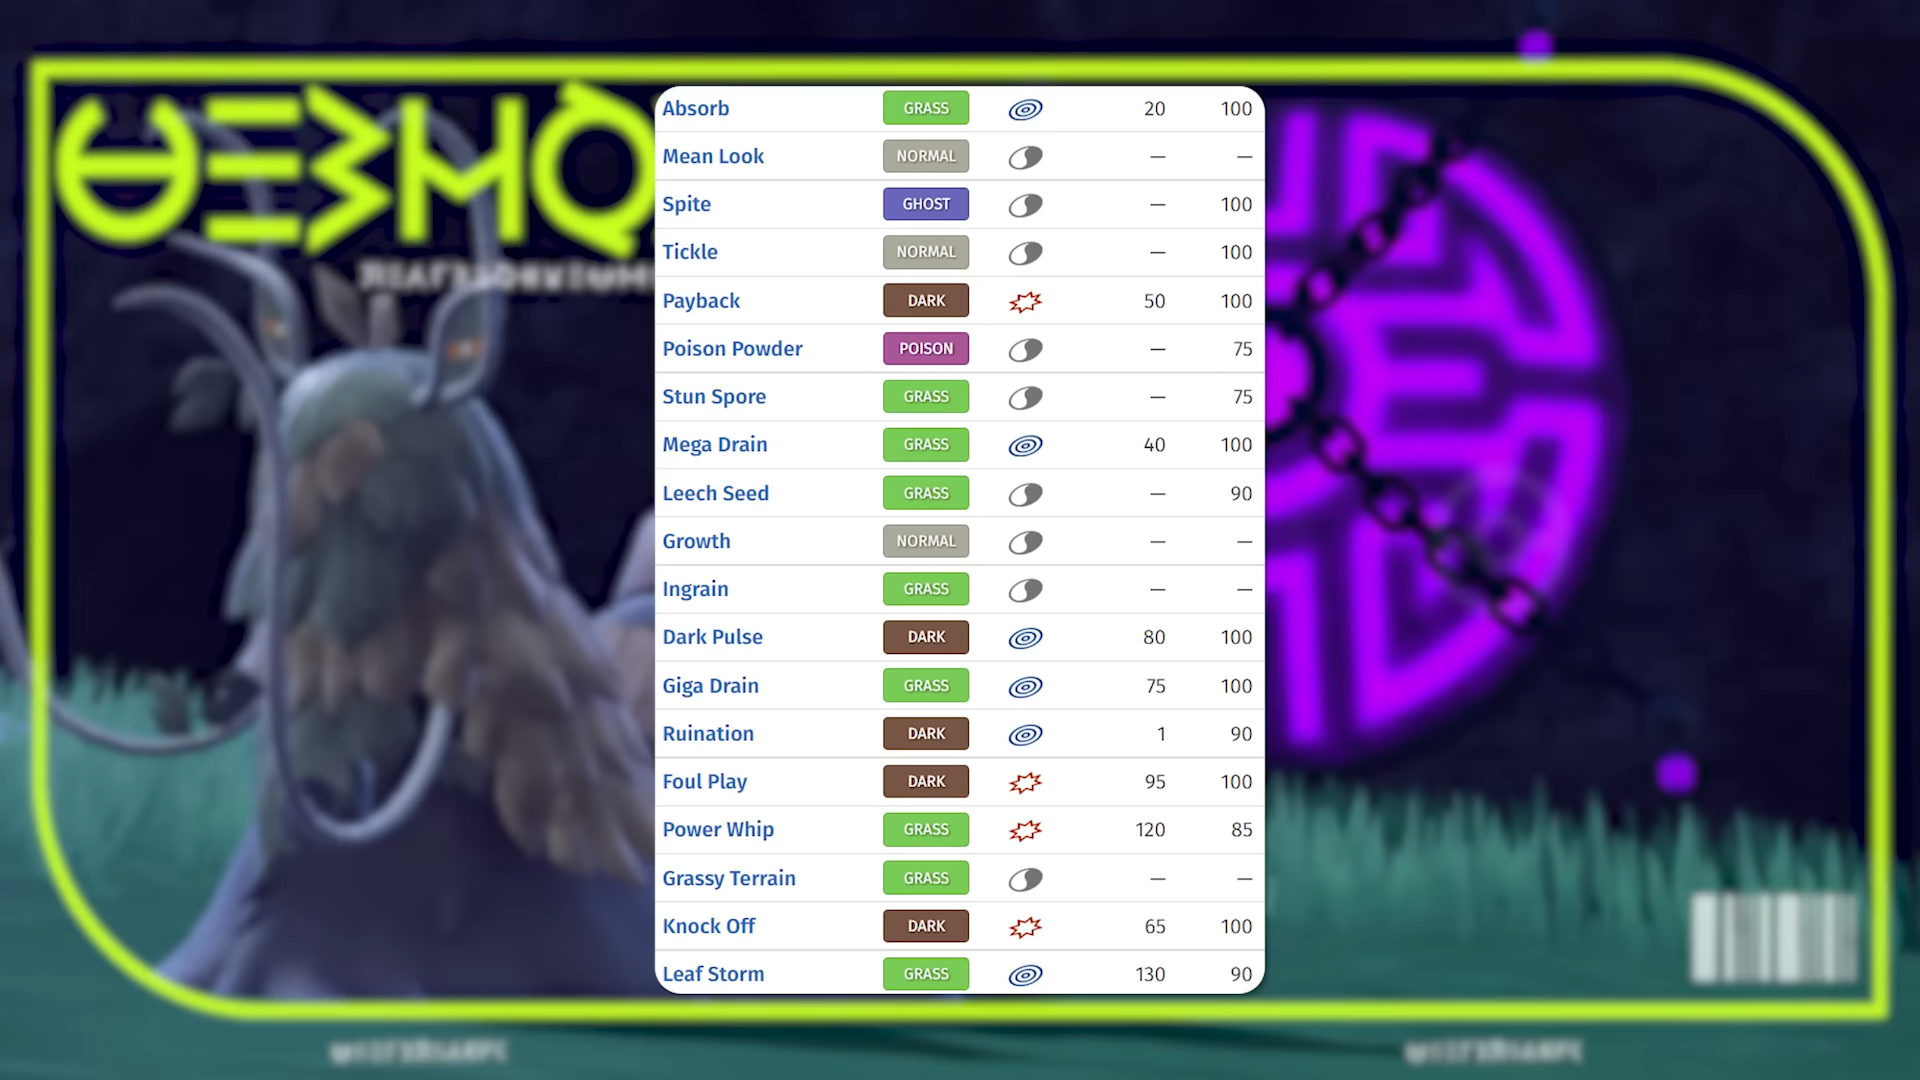 Absorb GRASS 20 100
Mean Look NORMAL — —
Spite GHOST — 100
Tickle NORMAL — 100
Payback DARK 50 100
Poison Powder POISON — 75
Stun Spore GRASS — 75
Mega Drain GRASS 40 100
Leech Seed GRASS — 90
Growth NORMAL — —
Ingrain GRASS — —
Dark Pulse DARK 80 100
Giga Drain GRASS 75 100
Ruination DARK 1 90
Foul Play DARK 95 100
Power Whip GRASS 120 85
Grassy Terrain GRASS — —
Knock Off DARK 65 100
Leaf Storm GRASS 130 90